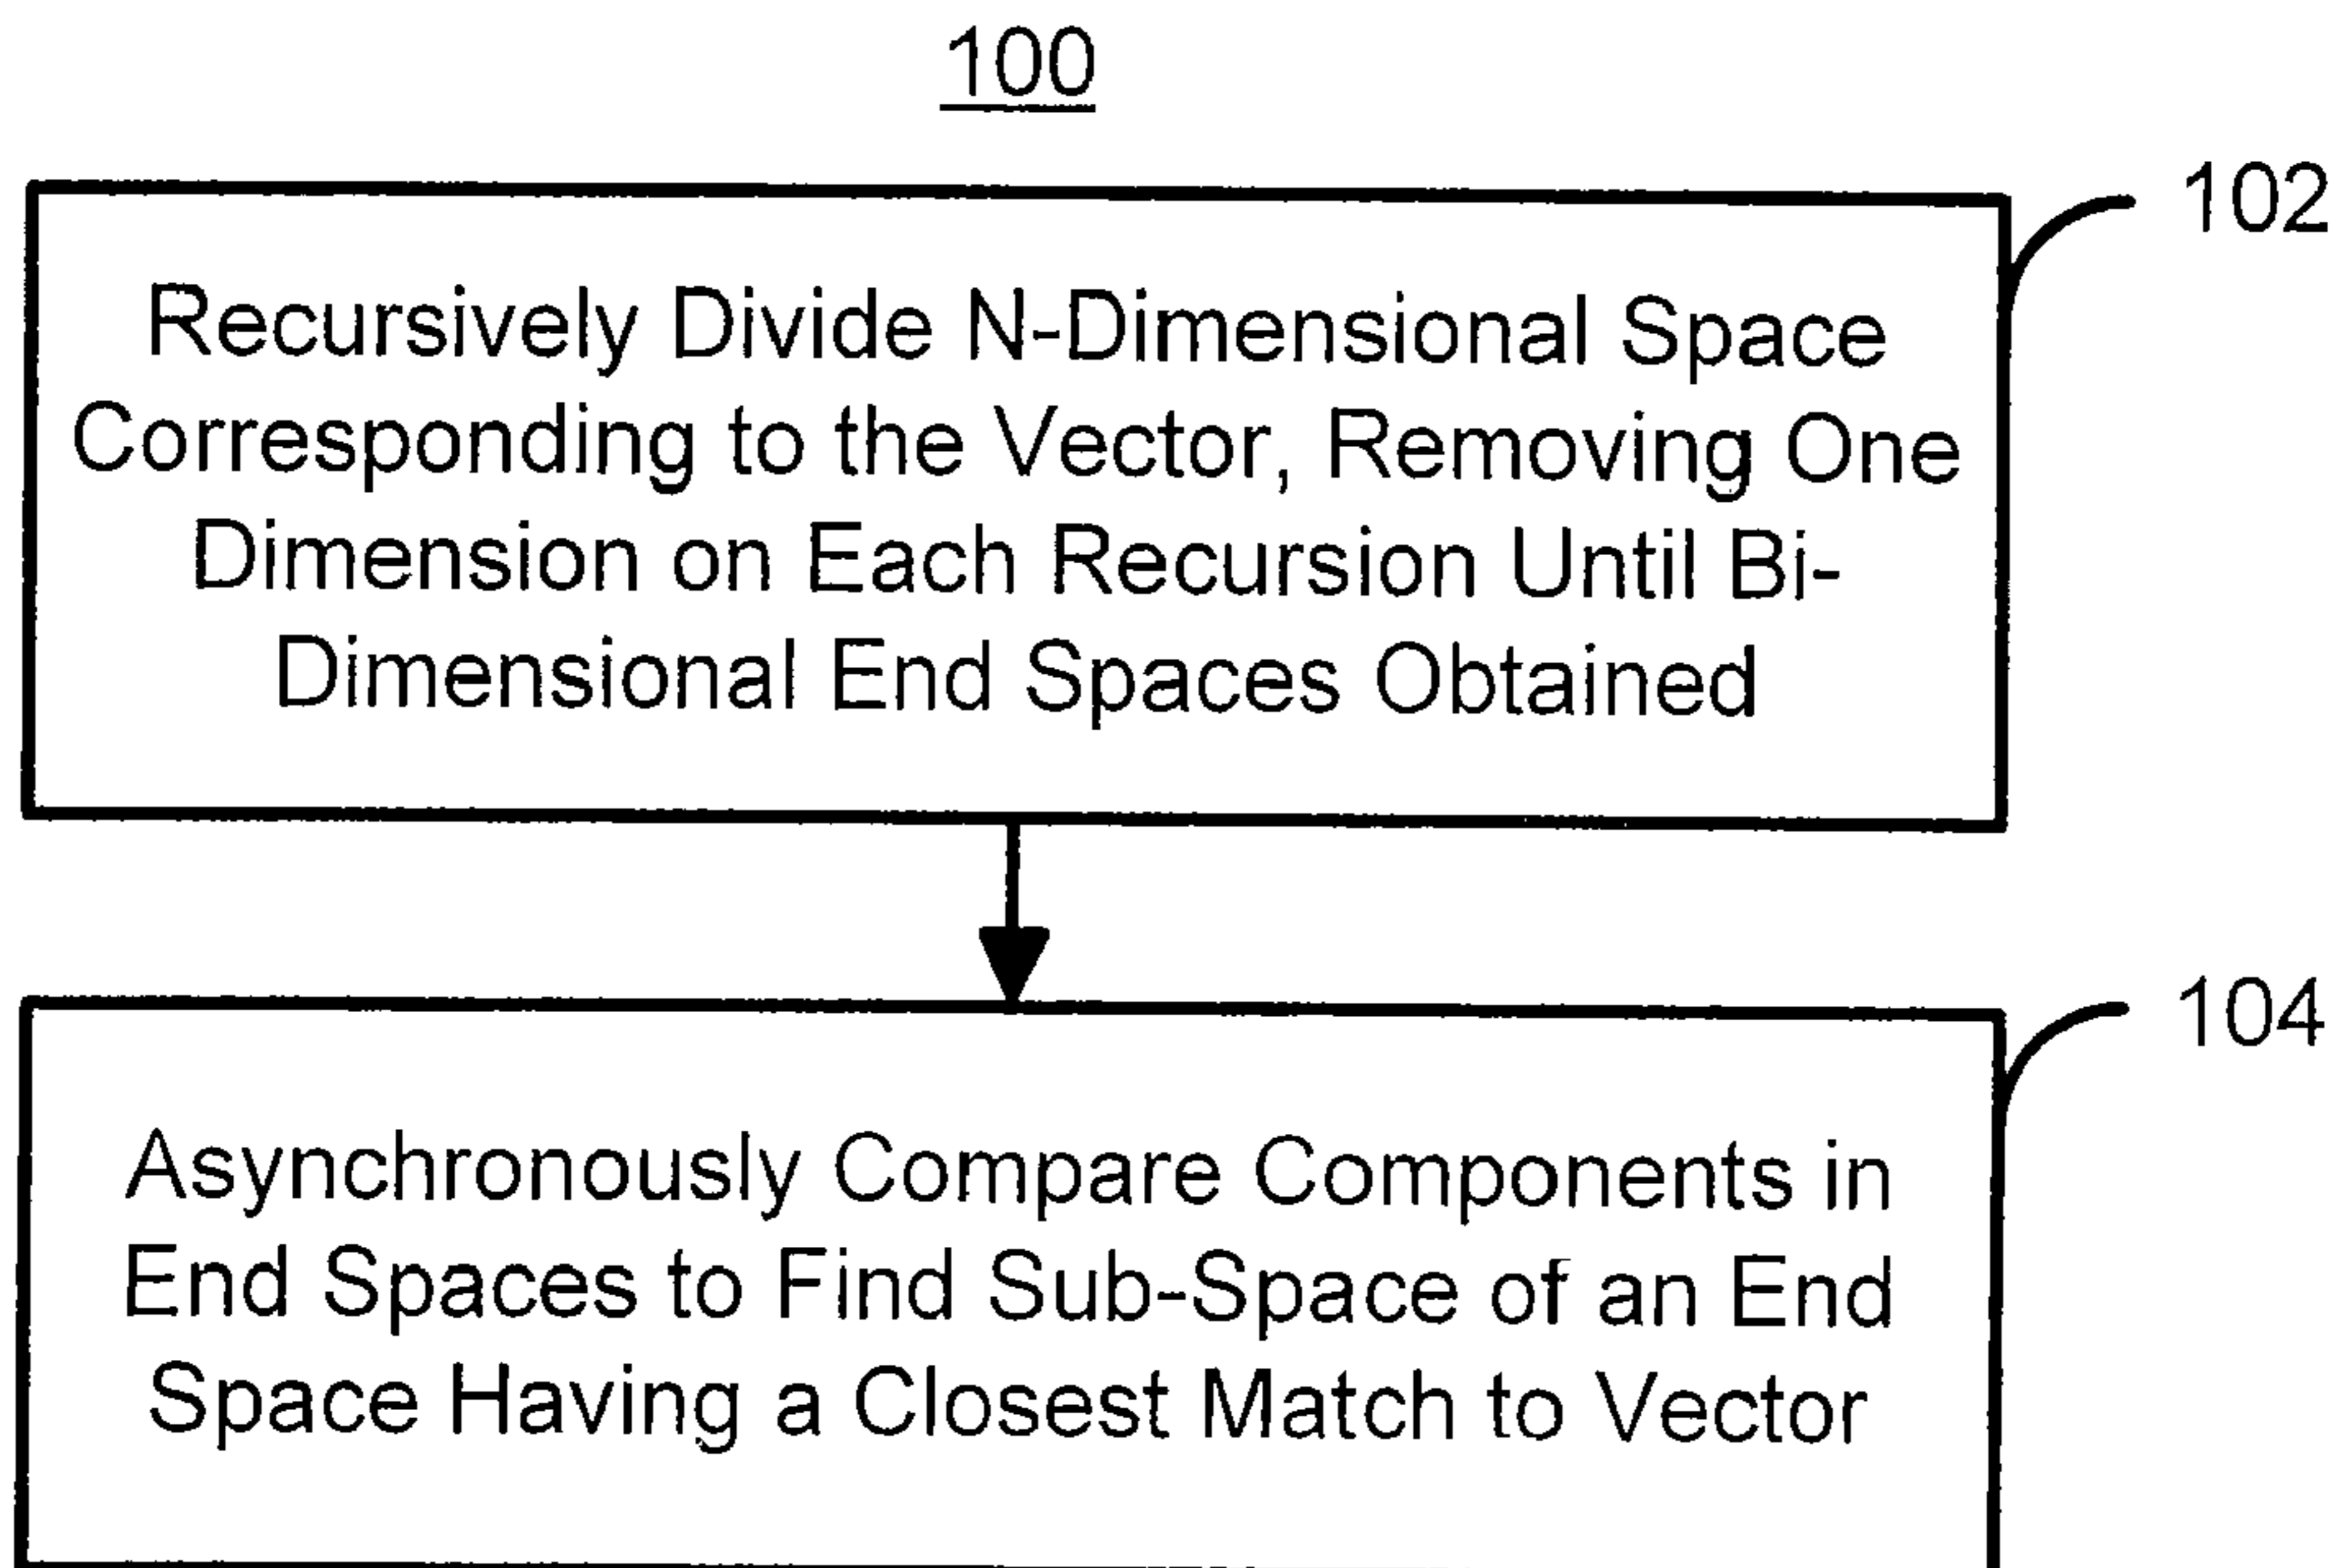 100
102
Recursively Divide N-Dimensional Space
Corresponding to the Vector, Removing One
Dimension on Each Recursion Until Bi-
Dimensional End Spaces Obtained
104
Asynchronously Compare Components in
End Spaces to Find Sub-Space of an End
Space Having a Closest Match to Vector